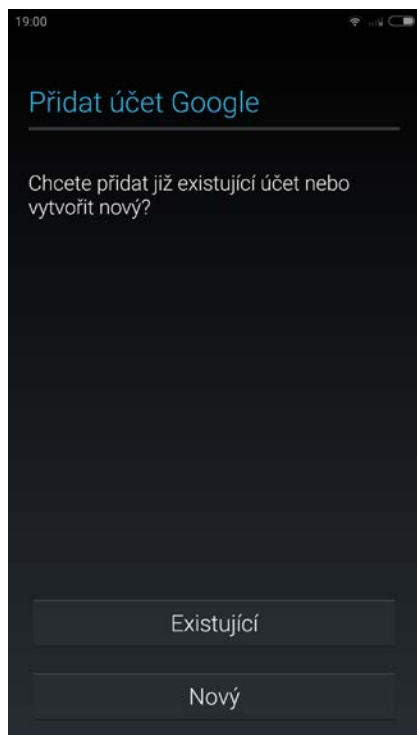 19:00
Přidat účet Google
Chcete přidat již existující účet nebo
vytvořit nový?
Existující
Nový